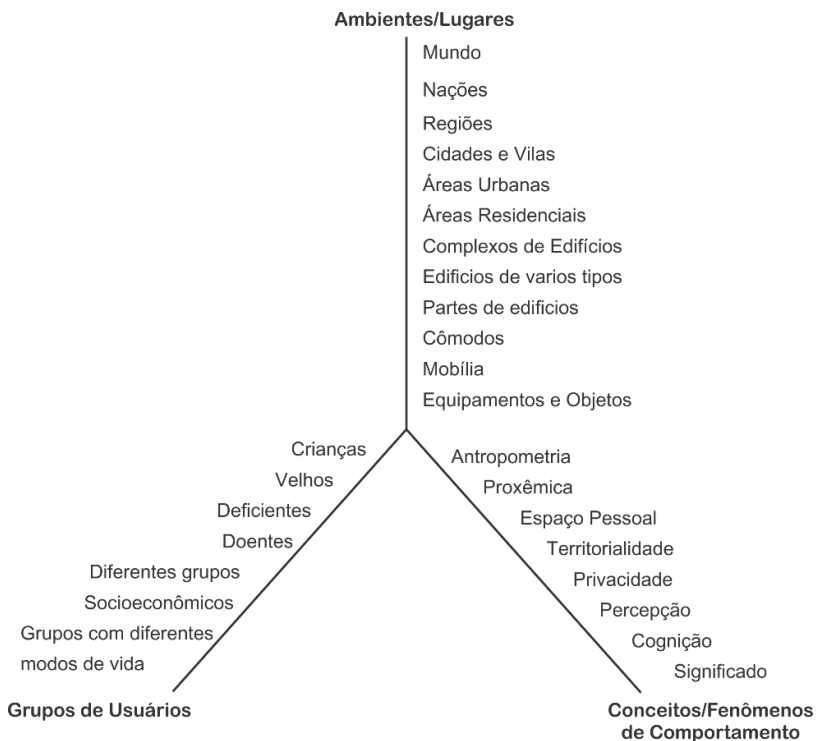 Ambientes/Lugares
Mundo
Nações
Regiões
Cidades e Vilas
Áreas Urbanas
Áreas Residenciais
Complexos de Edifícios
Edificios de varios tipos
Partes de edificios
Cômodos
Mobília
Equipamentos e Objetos
Crianças
Velhos
Deficientes
Doentes
Diferentes grupos
Socioeconômicos
Grupos com diferentes
modos de vida
Grupos de Usuários
Antropometria
Proxêmica
Espaço Pessoal
Territorialidade
Privacidade
Percepção
Cognição
Significado
Conceitos/Fenômenos
de Comportamento